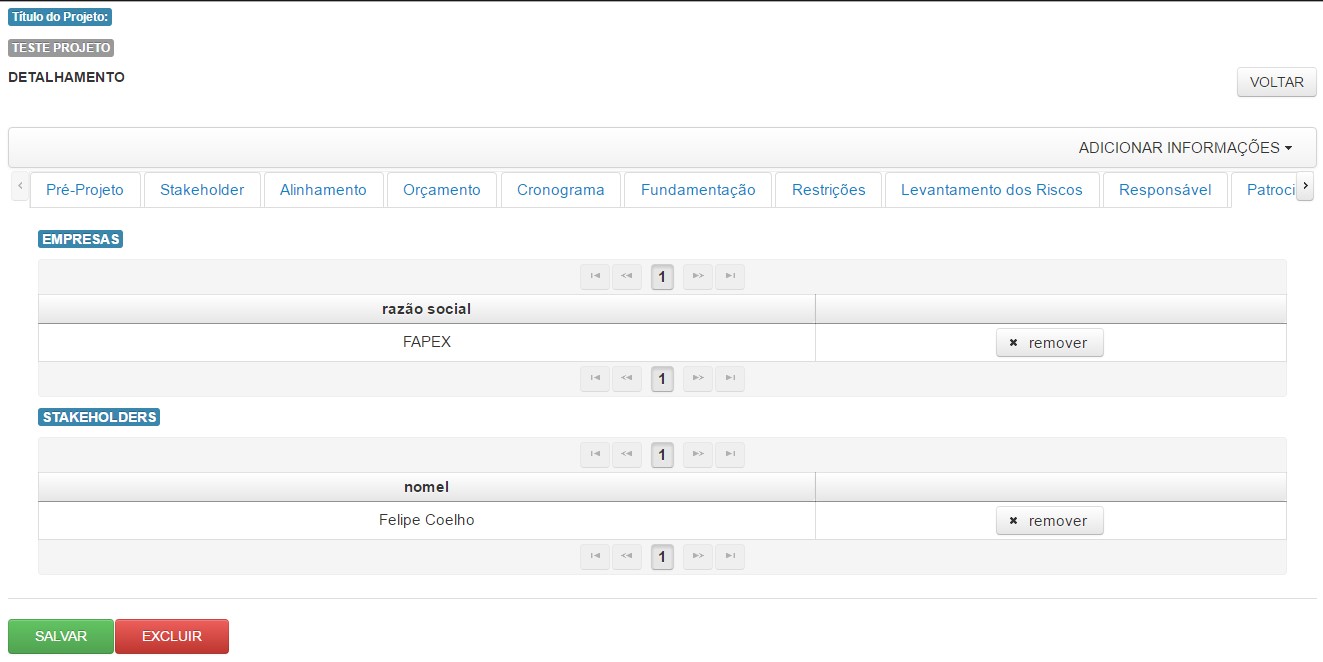 Título do Projeto:
TESTE PROJETO
DETALHAMENTO
VOLTAR
ADICIONAR INFORMAÇÕES
Pré-Projeto Stakeholder Alinhamento Orçamento Cronograma Fundamentação Restrições Levantamento dos Riscos Responsável Patroci
EMPRESAS
1
razão social
FAPEX remover
1
STAKEHOLDERS
1
nomel
Felipe Coelho remover
1
SALVAR EXCLUIR